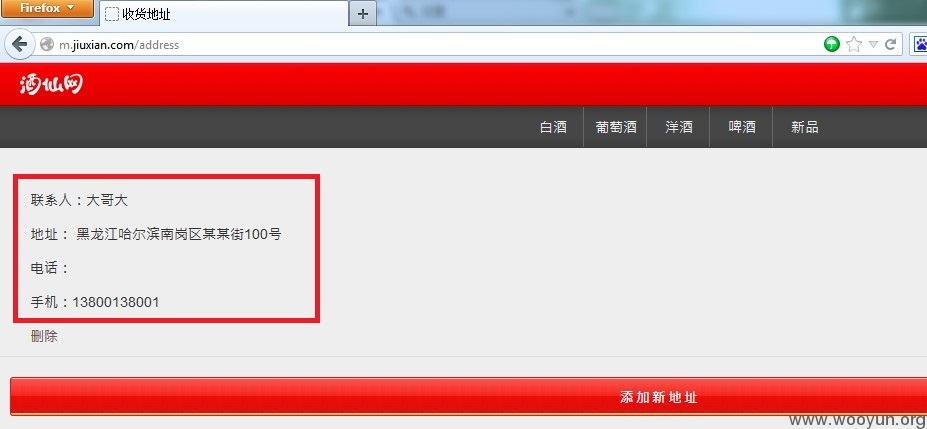 Firefox
收货地址
m.jiuxian.com/address
酒仙网
白酒 葡萄酒 洋酒 啤酒 新品
联系人：大哥大
地址： 黑龙江哈尔滨南岗区某某街100号
电话：
手机：13800138001
刪除
添加新地址
www.wooyun.org